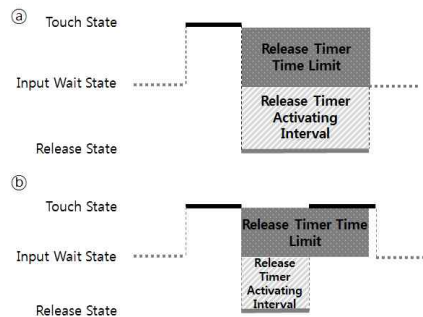 ⓐ
Touch State
Release Timer
Time Limit
Input Wait State
Release Timer
Activating
Interval
Release State
ⓑ
Touch State
Release Timer Time
Limit
Input Wait State
Release
Timer
Activating
Interval
Release State